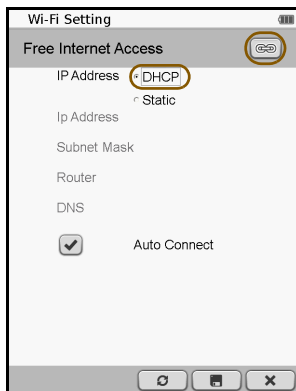 Wi-Fi Setting
Free Internet Access
IP Address DHCP
Static
Ip Address
Subnet Mask
Router
DNS
Auto Connect